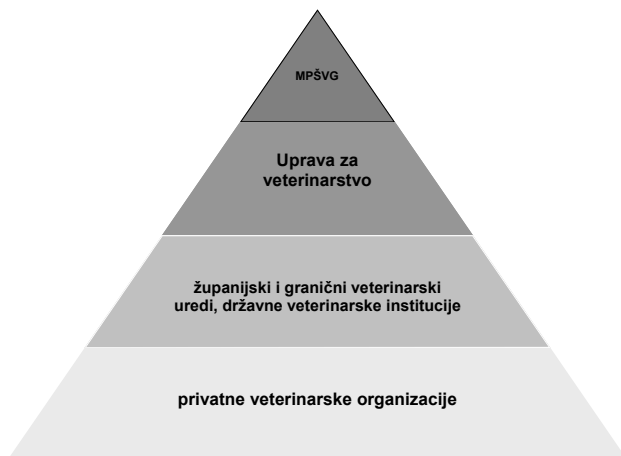 MPŠVG
Uprava za
veterinarstvo
županijski i granični veterinarski
uredi, državne veterinarske institucije
privatne veterinarske organizacije